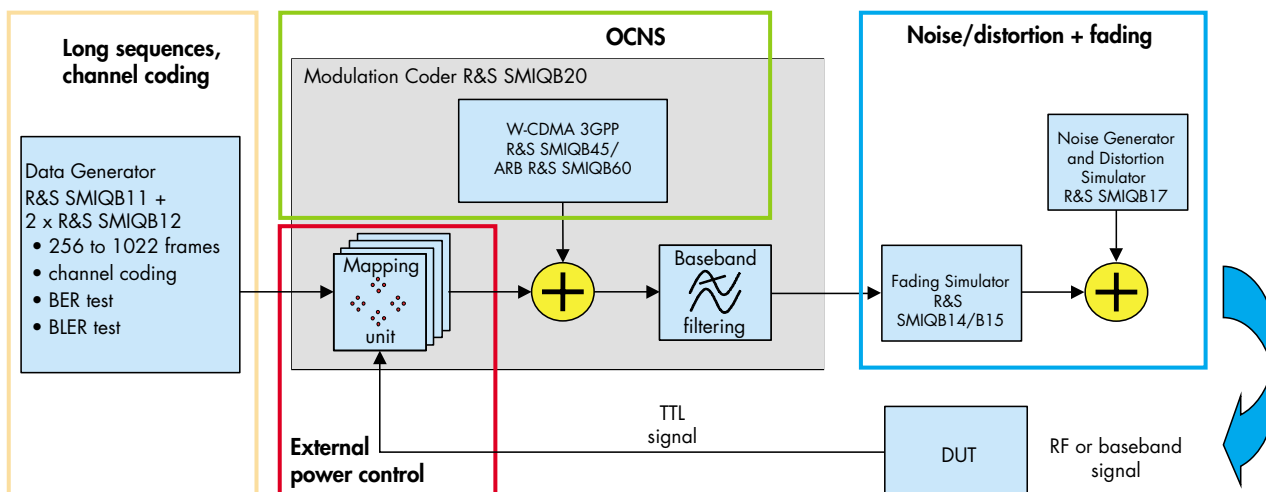 Long sequences,
channel coding
OCNS
Noise/distortion + fading
Modulation Coder R&S SMIQB20
Data Generator
R&S SMIQB11 +
2 x R&S SMIQB12
• 256 to 1022 frames
• channel coding
• BER test
• BLER test
W-CDMA 3GPP
R&S SMIQB45/
ARB R&S SMIQB60
Noise Generator
and Distortion
Simulator
R&S SMIQB17
Mapping
unit
Baseband
filtering
Fading Simulator
R&S
SMIQB14/B15
External
power control
TTL
signal
DUT
RF or baseband
signal